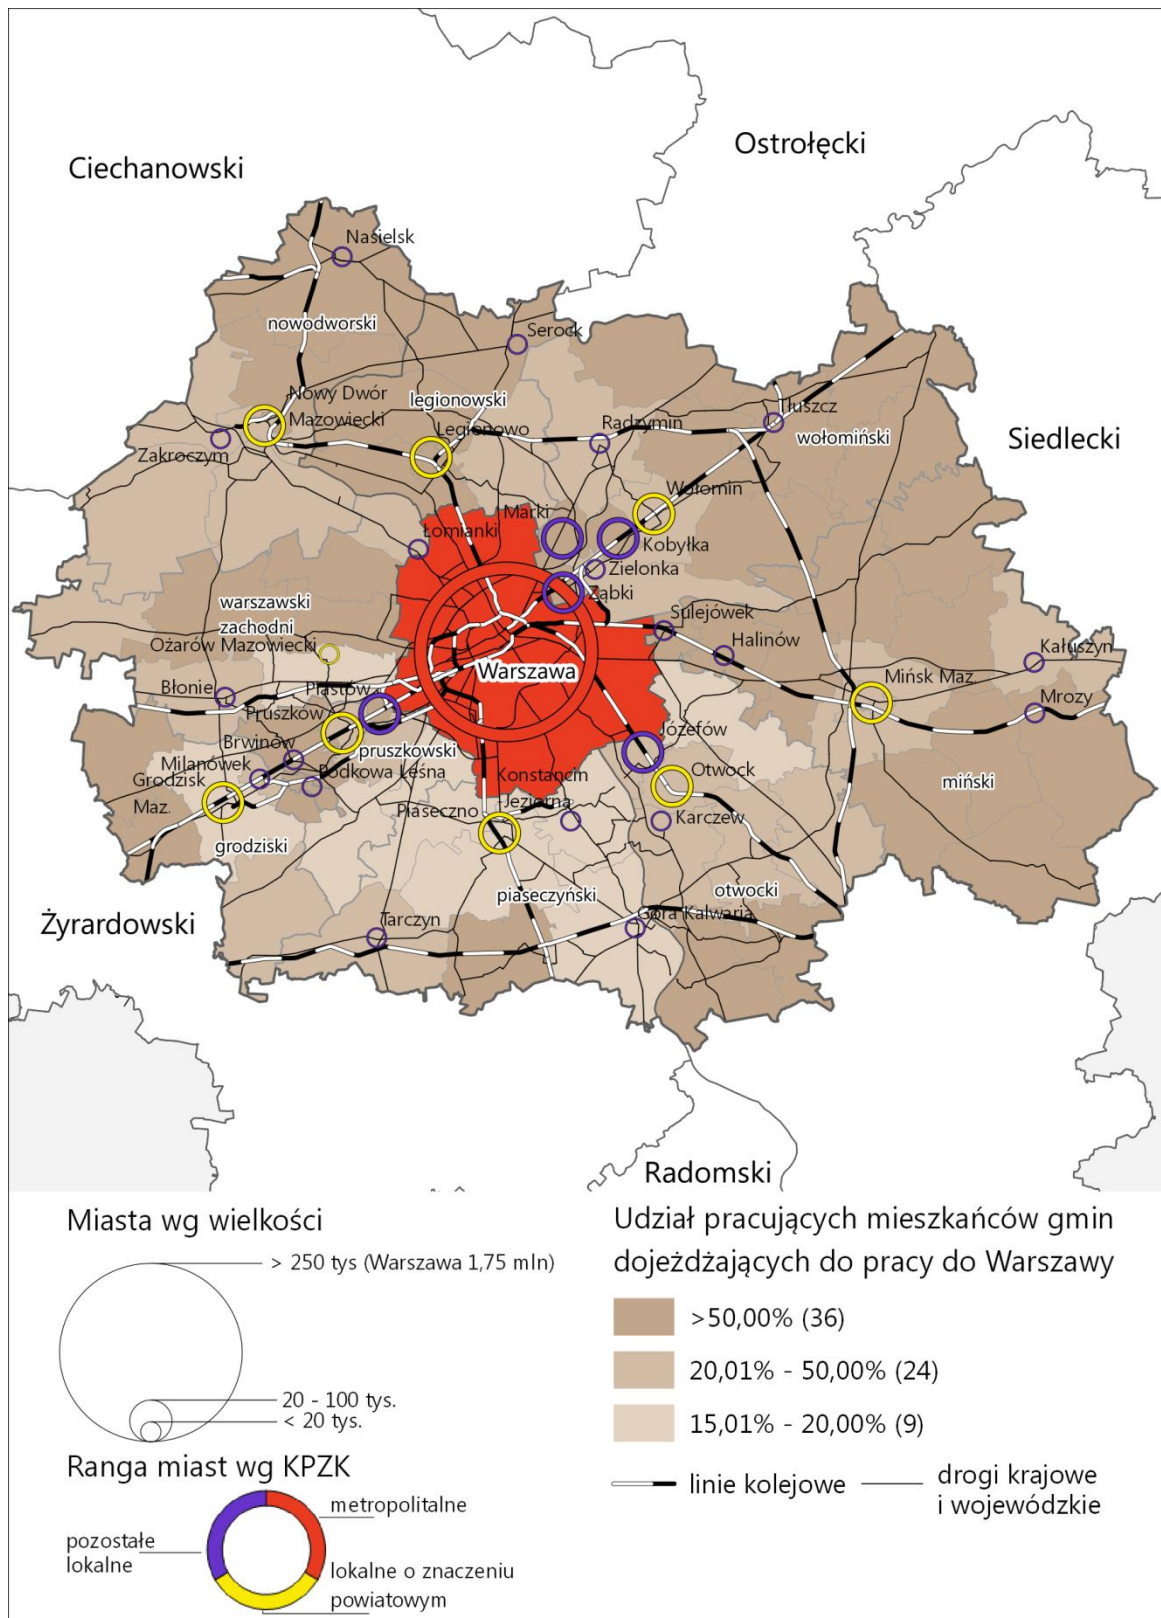 Ciechanowski
Ostrołęcki
Nasielsk
nowodworski
Serock
Nowy Dwór
Mazowiecki
legionowski
Legionowo
Radzymin
Tłuszcz
wołomiński
Siedlecki
Zakroczym
Wołomin
Marki
Łomianki
Kobyłka
Zielonka
Ząbki
warszawski
zachodni
Sulejówek
Halinów
Ożarów Mazowiecki
Kałuszyn
Warszawa
Mińsk Maz.
Błonie
Piastów
Mrozy
Pruszków
Józefów
pruszkowski
Brwinów
Milanówek
Podkowa Leśna
Otwock
Grodzisk
Maz.
Konstancin
-Jeziorna
miński
Piaseczno
Karczew
grodziski
piaseczyński
otwocki
Żyrardowski
Tarczyn
Góra Kalwaria
Radomski
Miasta wg wielkości
> 250 tys (Warszawa 1,75 mln)
20 - 100 tys.
< 20 tys.
Ranga miast wg KPZK
metropolitalne
pozostałe
lokalne
lokalne o znaczeniu
powiatowym
Udział pracujących mieszkańców gmin
dojeżdżających do pracy do Warszawy
>50,00% (36)
20,01% - 50,00% (24)
15,01% - 20,00% (9)
linie kolejowe
drogi krajowe
i wojewódzkie